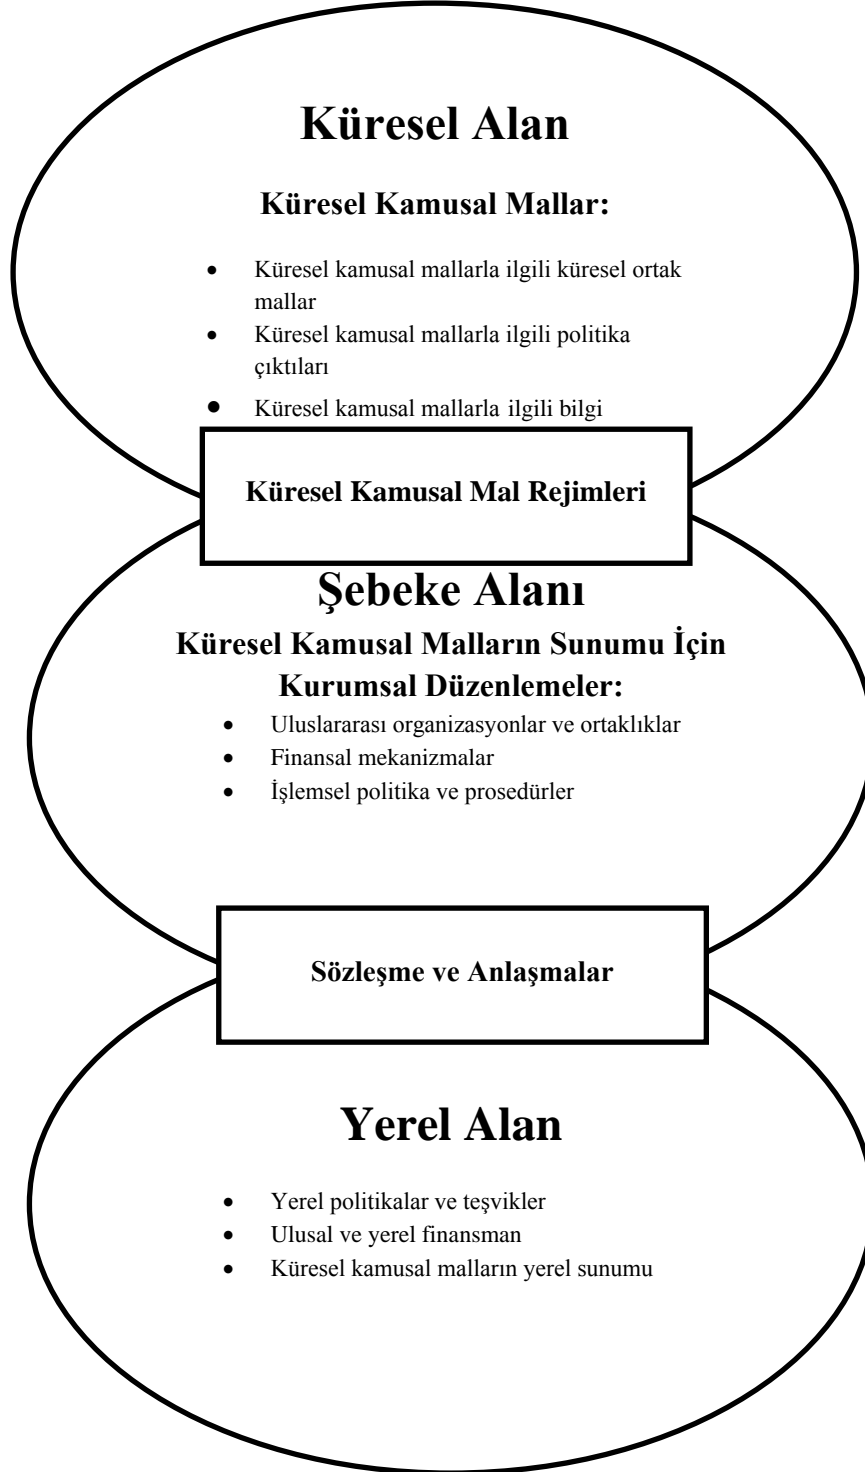 Küresel Alan
Küresel Kamusal Mallar:
• Küresel kamusal mallarla ilgili küresel ortak
mallar
• Küresel kamusal mallarla ilgili politika
çıktıları
• Küresel kamusal mallarla ilgili bilgi
Küresel Kamusal Mal Rejimleri
Şebeke Alanı
Küresel Kamusal Malların Sunumu İçin
Kurumsal Düzenlemeler:
• Uluslararası organizasyonlar ve ortaklıklar
• Finansal mekanizmalar
• İşlemsel politika ve prosedürler
Sözleşme ve Anlaşmalar
Yerel Alan
• Yerel politikalar ve teşvikler
• Ulusal ve yerel finansman
• Küresel kamusal malların yerel sunumu